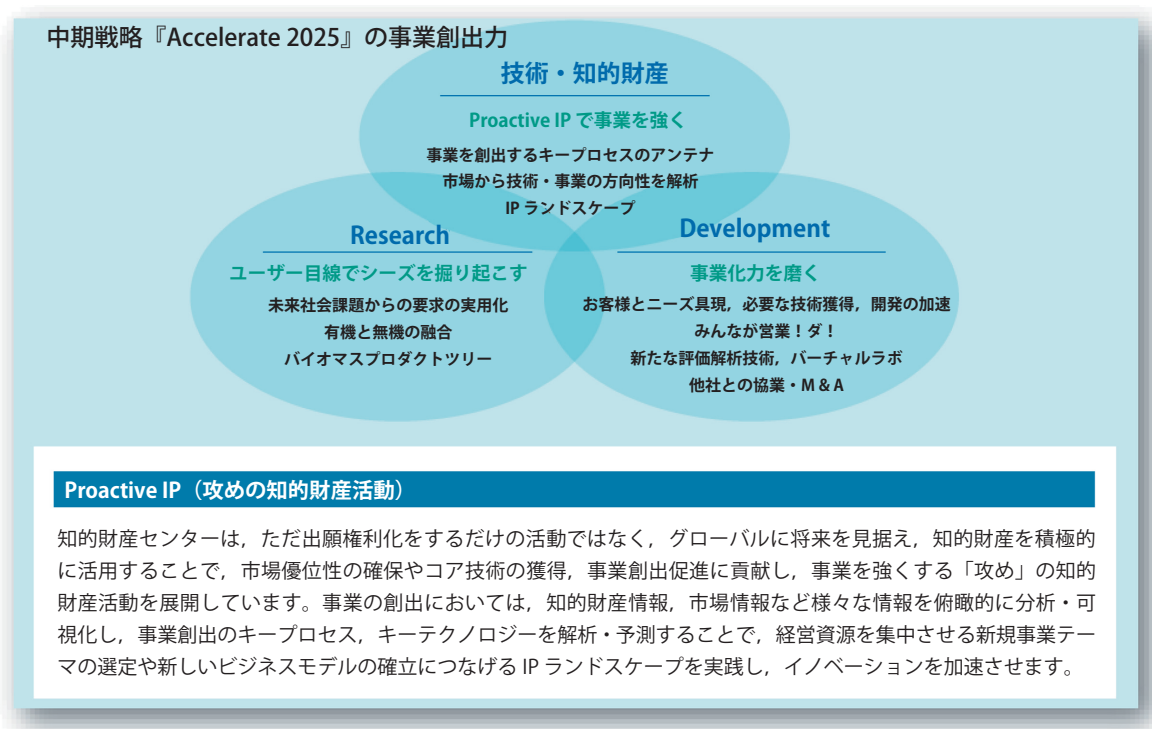 中期戦略『Accelerate 2025』の事業創出力
技術・知的財産
Proactive IP で事業を強く
事業を創出するキープロセスのアンテナ
市場から技術・事業の方向性を解析
IP ランドスケープ
Research
ユーザー目線でシーズを掘り起こす
未来社会課題からの要求の実用化
有機と無機の融合
バイオマスプロダクトツリー
Development
事業化力を磨く
お客様とニーズ具現，必要な技術獲得，開発の加速
みんなが営業！ダ！
新たな評価解析技術，バーチャルラボ
他社との協業・M & A
Proactive IP（攻めの知的財産活動）
知的財産センターは，ただ出願権利化をするだけの活動ではなく，グローバルに将来を見据え，知的財産を積極的
に活用することで，市場優位性の確保やコア技術の獲得，事業創出促進に貢献し，事業を強くする「攻め」の知的
財産活動を展開しています。事業の創出においては，知的財産情報，市場情報など様々な情報を俯瞰的に分析・可
視化し，事業創出のキープロセス，キーテクノロジーを解析・予測することで，経営資源を集中させる新規事業テー
マの選定や新しいビジネスモデルの確立につなげる IP ランドスケープを実践し，イノベーションを加速させます。